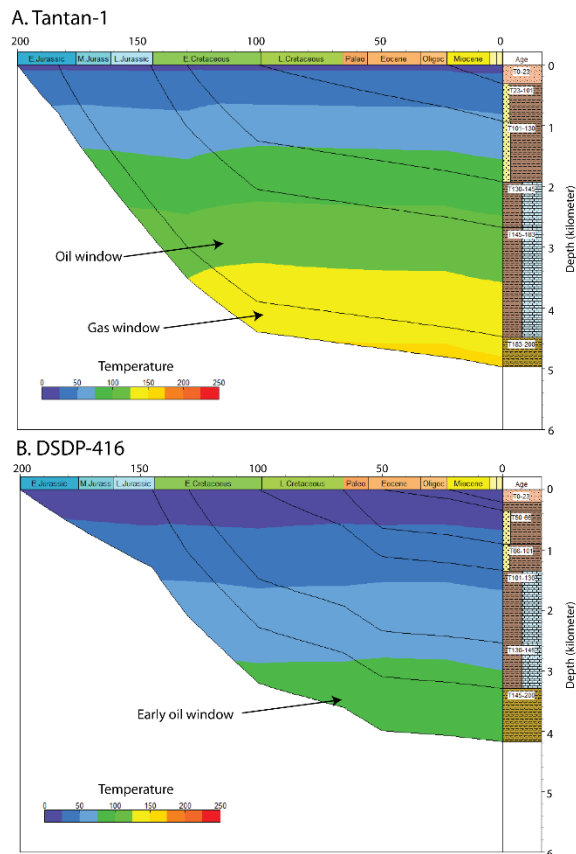 A. Tantan-1
200 150 100 50 0
E.Jurassic M.Jurass L.Jurassic E.Cretaceous L.Cretaceous Paleo Eocene Oligoc Miocene Age
0
T0-23
T23-101
1
T101-130
2
T130-145
T145-183
3
Oil window
4
Gas window
T183-200
5
6
Depth (kilometer)
Temperature
0 50 100 150 200 250
B. DSDP-416
200 150 100 50 0
E.Jurassic M.Jurass L.Jurassic E.Cretaceous L.Cretaceous Paleo Eocene Oligoc Miocene Age
0
T0-23
T50-66
1
T66-101
T101-130
2
T130-145
3
T145-200
Early oil window
4
5
6
Depth (kilometer)
Temperature
0 50 100 150 200 250